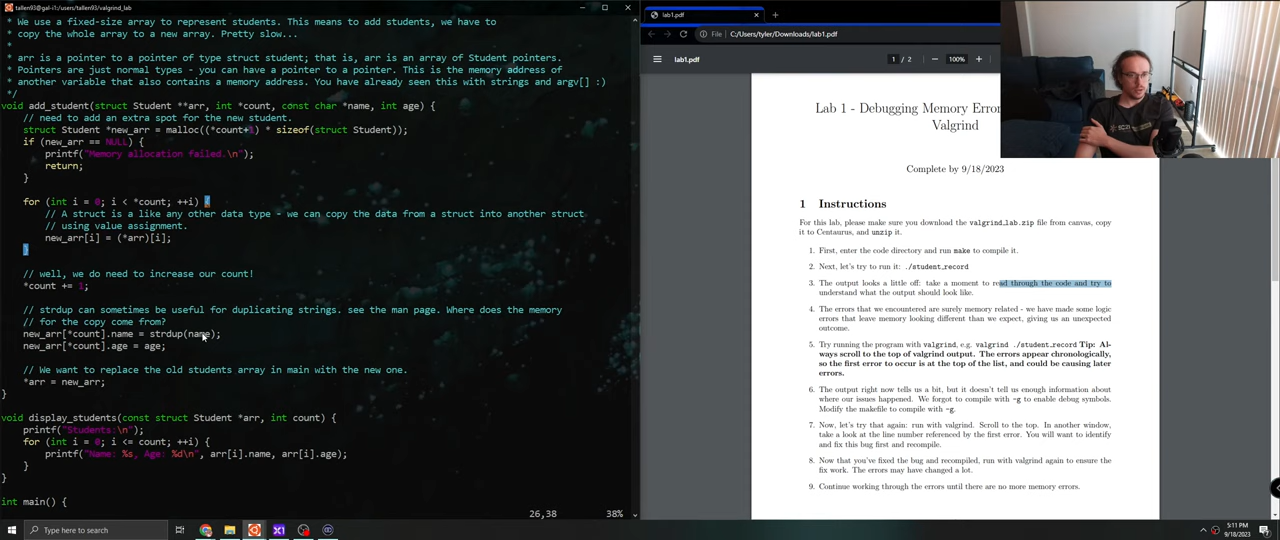 tallen93@gal-i1:/users/tallen93/valgrind_lab
* We use a fixed-size array to represent students. This means to add students, we have to
* copy the whole array to a new array. Pretty slow...
*
* arr is a pointer to a pointer of type struct student; that is, arr is an array of Student pointers.
* Pointers are just normal types - you can have a pointer to a pointer. This is the memory address of
* another variable that also contains a memory address. You have already seen this with strings and argv[] :)
*/
void add_student(struct Student **arr, int *count, const char *name, int age) {
// need to add an extra spot for the new student.
struct Student *new_arr = malloc((*count+1) * sizeof(struct Student));
if (new_arr == NULL) {
printf("Memory allocation failed.\n");
return;
}
for (int i = 0; i < *count; ++i) {
// A struct is a like any other data type - we can copy the data from a struct into another struct
// using value assignment.
new_arr[i] = (*arr)[i];
}
// well, we do need to increase our count!
*count += 1;
// strdup can sometimes be useful for duplicating strings. see the man page. Where does the memory
// for the copy come from?
new_arr[*count].name = strdup(name);
new_arr[*count].age = age;
// We want to replace the old students array in main with the new one.
*arr = new_arr;
}
void display_students(const struct Student *arr, int count) {
printf("Students:\n");
for (int i = 0; i <= count; ++i) {
printf("Name: %s, Age: %d\n", arr[i].name, arr[i].age);
}
}
int main() {
26,38 38%
lab1.pdf
File C:/Users/tyler/Downloads/lab1.pdf
lab1.pdf 1 / 2 100%
Lab 1 - Debugging Memory Erro
Valgrind
Complete by 9/18/2023
1 Instructions
For this lab, please make sure you download the valgrind_lab.zip file from canvas, copy
it to Centaurus, and unzip it.
1. First, enter the code directory and run make to compile it.
2. Next, let's try to run it: ./student_record
3. The output looks a little off: take a moment to read through the code and try to
understand what the output should look like.
4. The errors that we encountered are surely memory related - we have made some logic
errors that leave memory looking different than we expect, giving us an unexpected
outcome.
5. Try running the program with valgrind, e.g. valgrind ./student_record Tip: Al-
ways scroll to the top of valgrind output. The errors appear chronologically,
so the first error to occur is at the top of the list, and could be causing later
errors.
6. The output right now tells us a bit, but it doesn't tell us enough information about
where our issues happened. We forgot to compile with -g to enable debug symbols.
Modify the makefile to compile with -g.
7. Now, let's try that again: run with valgrind. Scroll to the top. In another window,
take a look at the line number referenced by the first error. You will want to identify
and fix this bug first and recompile.
8. Now that you've fixed the bug and recompiled, run with valgrind again to ensure the
fix work. The errors may have changed a lot.
9. Continue working through the errors until there are no more memory errors.
Type here to search
5:11 PM
9/18/2023